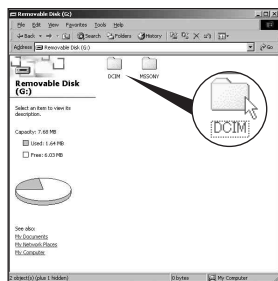 Removable Disk (G:)
File Edit View Favorites Tools Help
Back Search Folders History
Address Removable Disk (G:) Go
Removable Disk (G:)
DCIM MSSONY
Select an item to view its
description.
Capacity: 7.68 MB
Used: 1.64 MB
Free: 6.03 MB
DCIM
See also:
My Documents
My Network Places
My Computer
2 object(s) (plus 1 hidden) 0 bytes My Computer